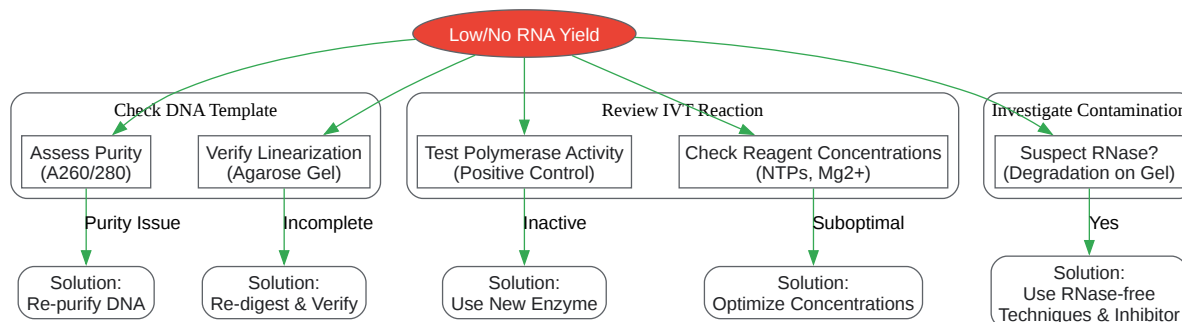 Low/No RNA Yield
Check DNA Template
Review IVT Reaction
Investigate Contamination
Assess Purity
(A260/280)
Verify Linearization
(Agarose Gel)
Test Polymerase Activity
(Positive Control)
Check Reagent Concentrations
(NTPs, Mg2+)
Suspect RNase?
(Degradation on Gel)
Purity Issue
Incomplete
Inactive
Suboptimal
Yes
Solution:
Re-purify DNA
Solution:
Re-digest & Verify
Solution:
Use New Enzyme
Solution:
Optimize Concentrations
Solution:
Use RNase-free
Techniques & Inhibitor